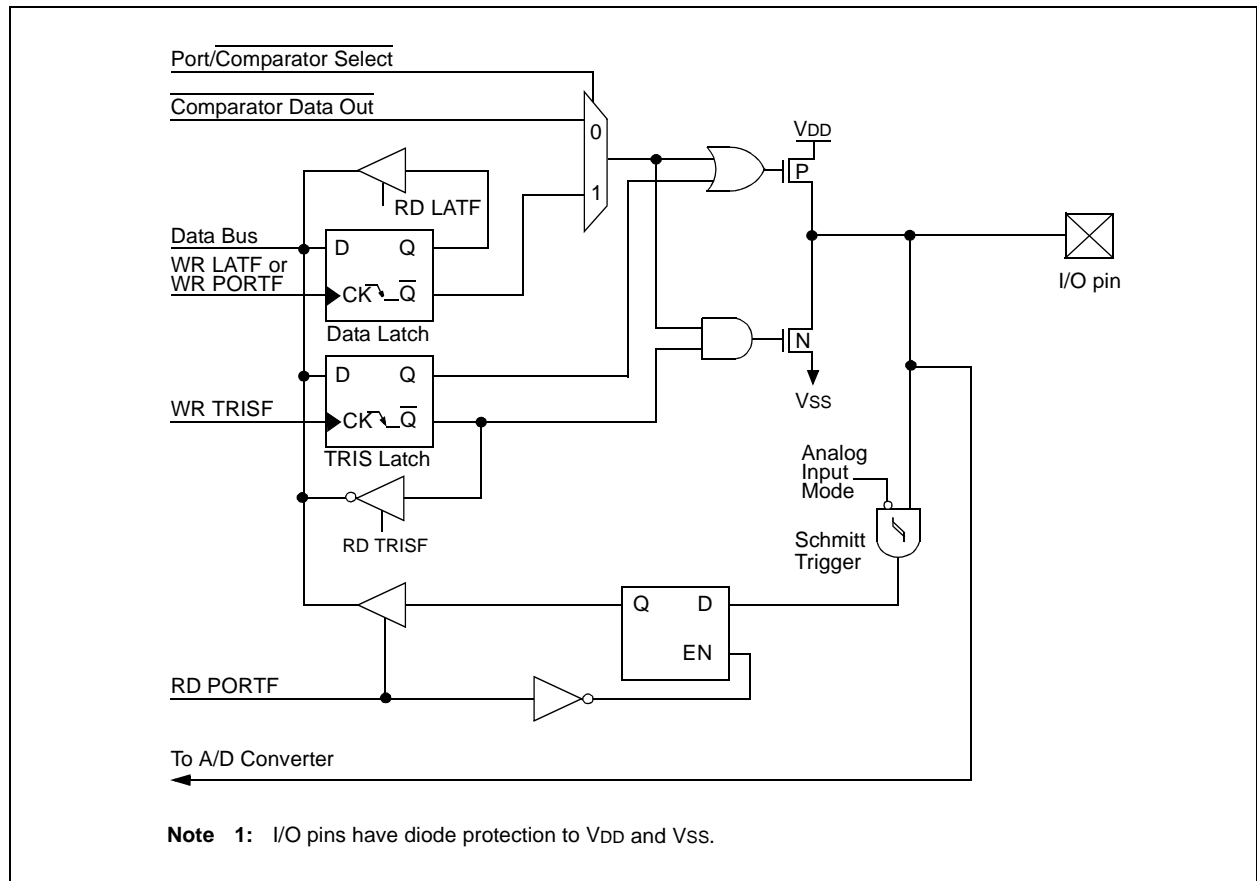 Port/Comparator Select
Comparator Data Out
0
1
VDD
P
RD LATF
Data Bus
WR LATF or
WR PORTF
D Q
CK Q
Data Latch
I/O pin
N
VSS
D Q
WR TRISF
CK Q
TRIS Latch
RD TRISF
Analog
Input
Mode
Schmitt
Trigger
Q D
EN
RD PORTF
To A/D Converter
Note 1: I/O pins have diode protection to VDD and VSS.